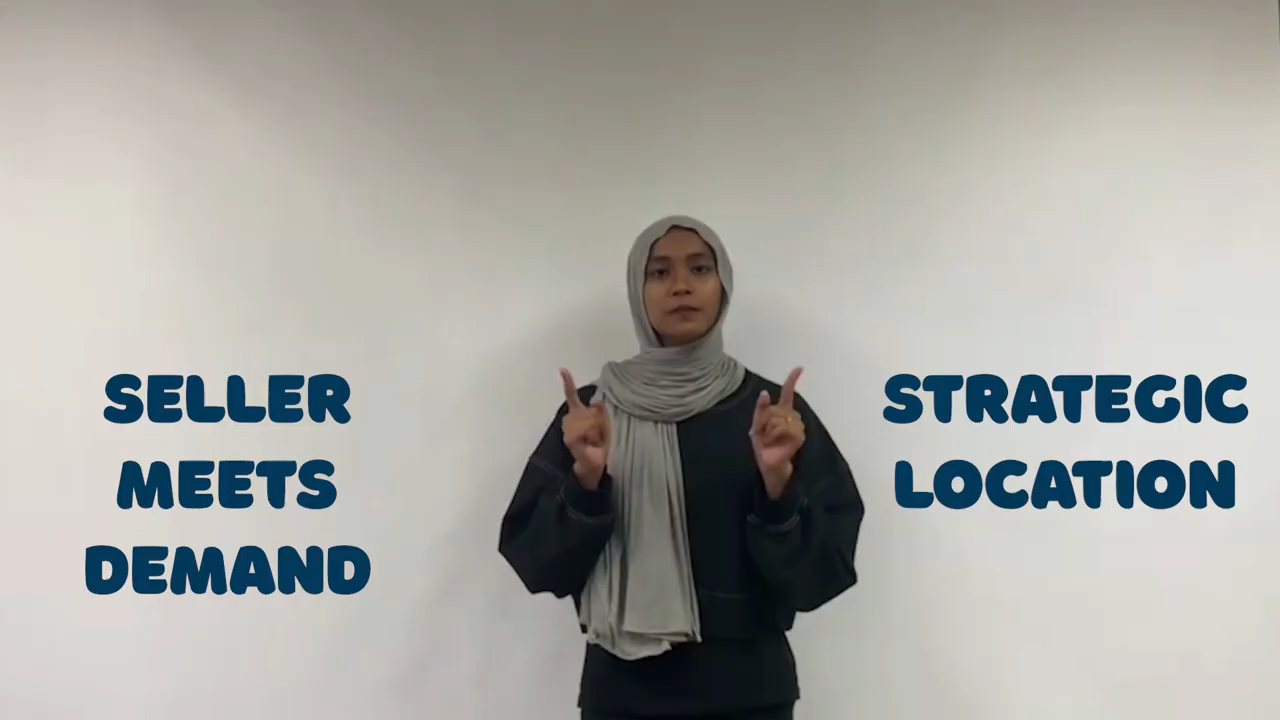 SELLER
MEETS
DEMAND
STRATEGIC
LOCATION